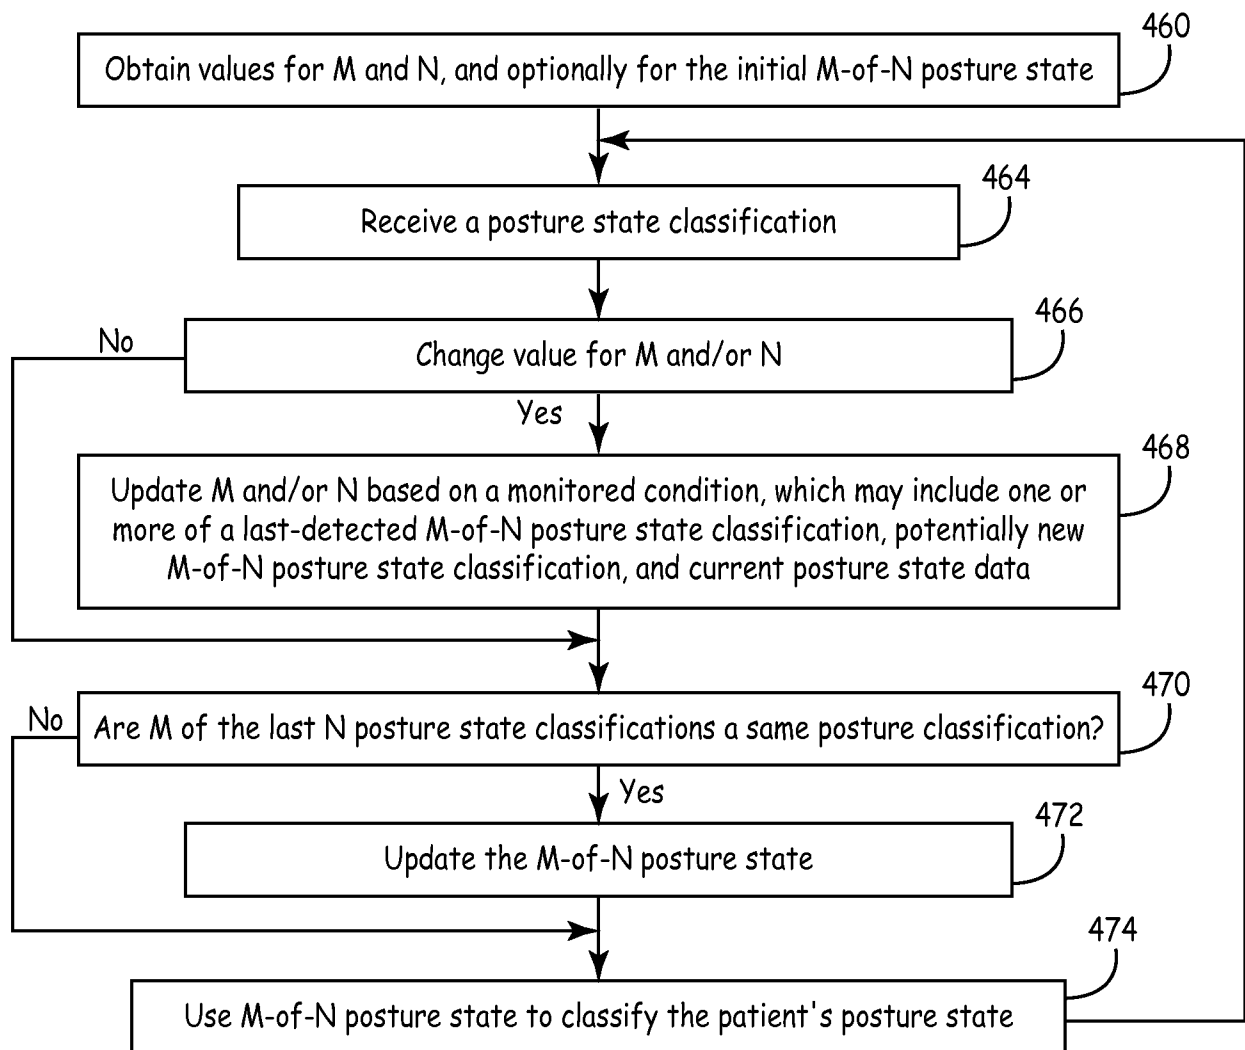 460
Obtain values for M and N, and optionally for the initial M-of-N posture state
464
Receive a posture state classification
466
No
Change value for M and/or N
Yes
468
Update M and/or N based on a monitored condition, which may include one or
more of a last-detected M-of-N posture state classification, potentially new
M-of-N posture state classification, and current posture state data
470
No
Are M of the last N posture state classifications a same posture classification?
Yes
472
Update the M-of-N posture state
474
Use M-of-N posture state to classify the patient's posture state